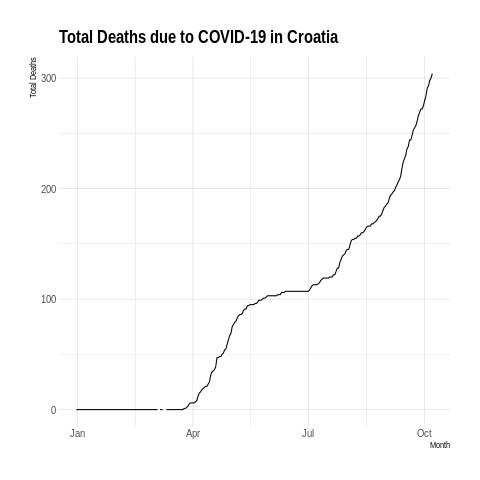 Total Deaths due to COVID-19 in Croatia
Total Deaths
300
200
100
0
Jan Apr Jul Oct
Month